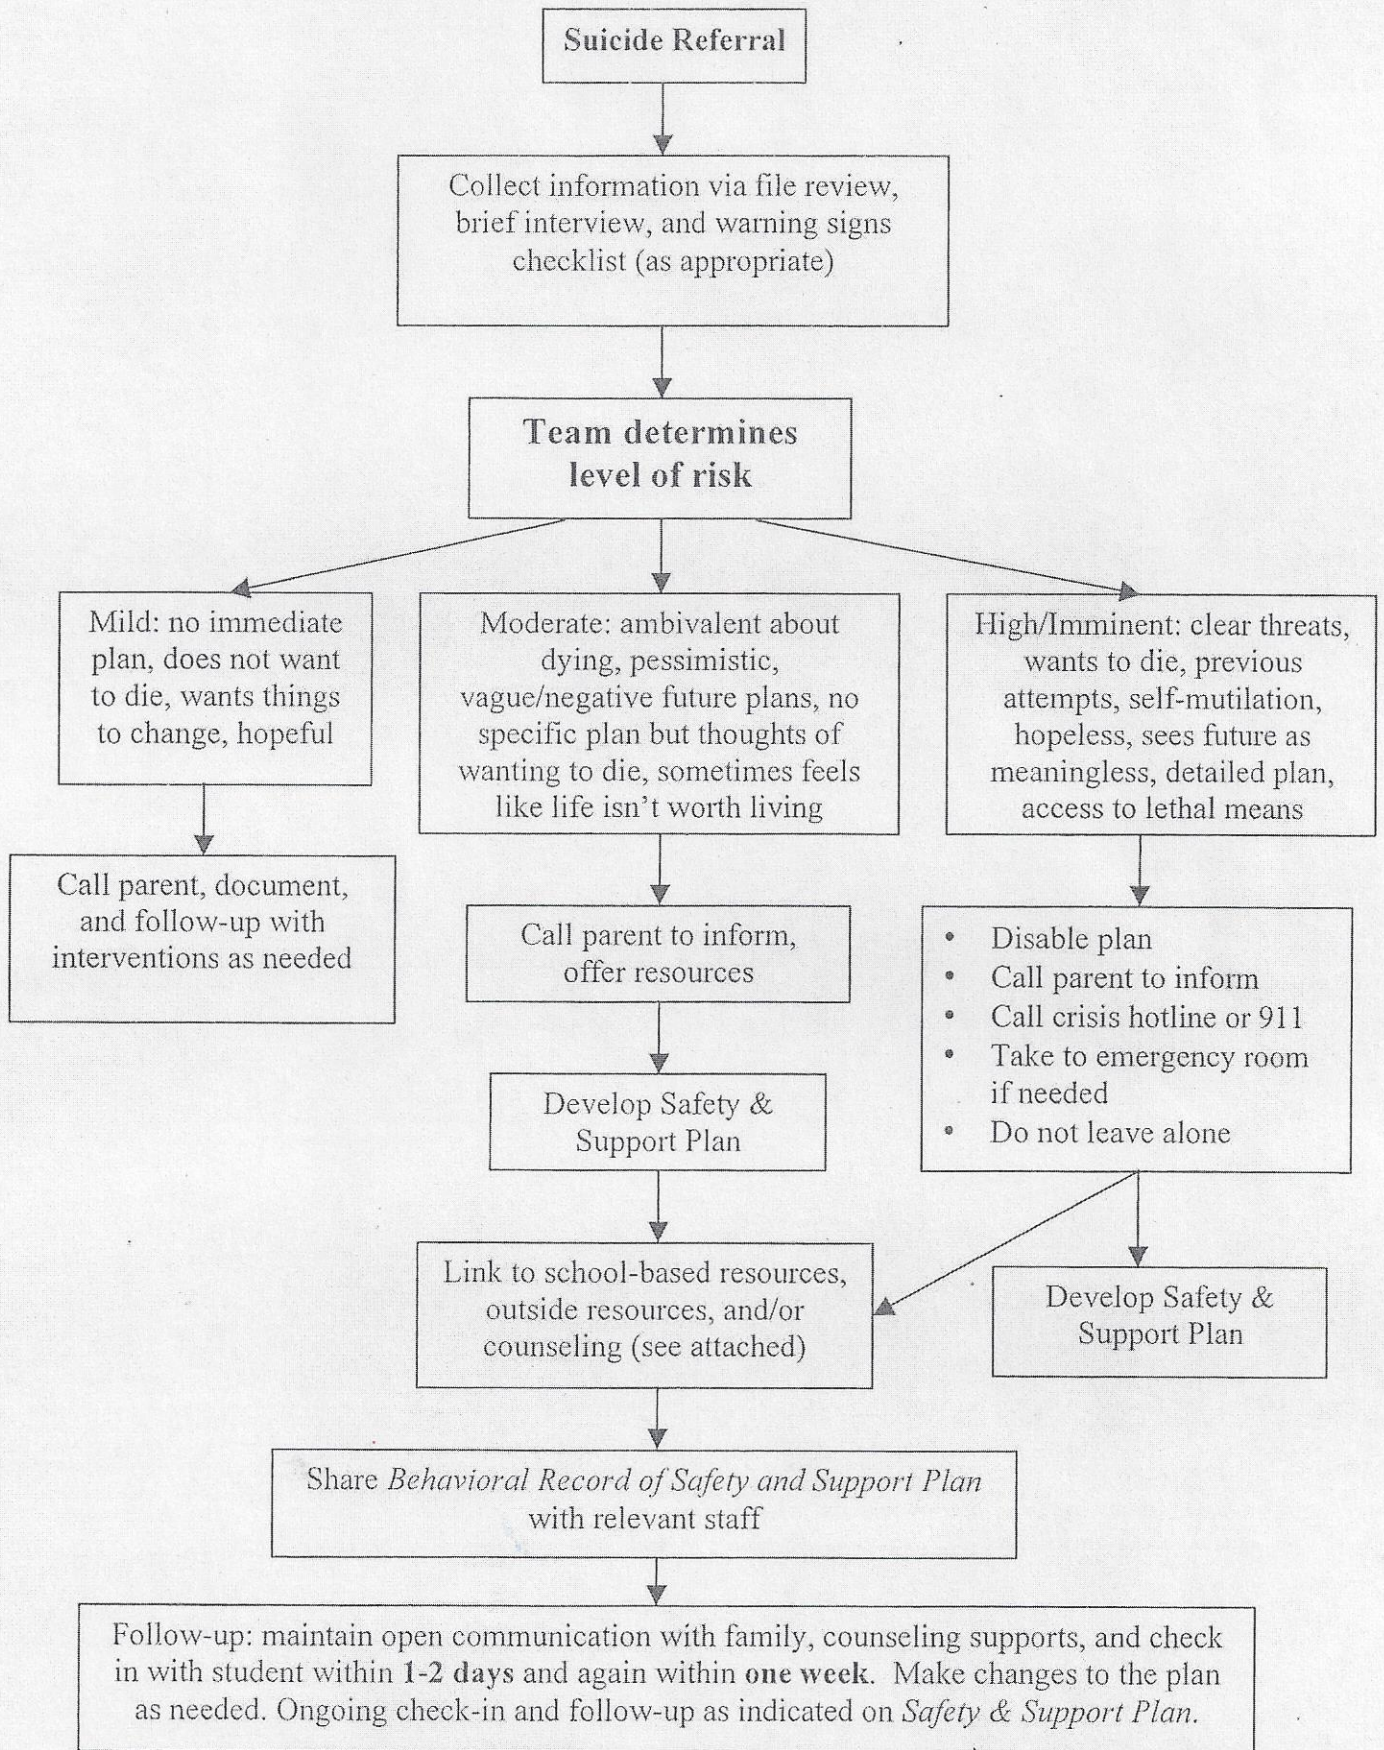 Suicide Referral
Collect information via file review,
brief interview, and warning signs
checklist (as appropriate)
Team determines
level of risk
Mild: no immediate
plan, does not want
to die, wants things
to change, hopeful
Moderate: ambivalent about
dying, pessimistic,
vague/negative future plans, no
specific plan but thoughts of
wanting to die, sometimes feels
like life isn't worth living
High/Imminent: clear threats,
wants to die, previous
attempts, self-mutilation,
hopeless, sees future as
meaningless, detailed plan,
access to lethal means
Call parent, document,
and follow-up with
interventions as needed
Call parent to inform,
offer resources
• Disable plan
• Call parent to inform
• Call crisis hotline or 911
• Take to emergency room
if needed
• Do not leave alone
Develop Safety &
Support Plan
Link to school-based resources,
outside resources, and/or
counseling (see attached)
Develop Safety &
Support Plan
Share Behavioral Record of Safety and Support Plan
with relevant staff
Follow-up: maintain open communication with family, counseling supports, and check
in with student within 1-2 days and again within one week. Make changes to the plan
as needed. Ongoing check-in and follow-up as indicated on Safety & Support Plan.